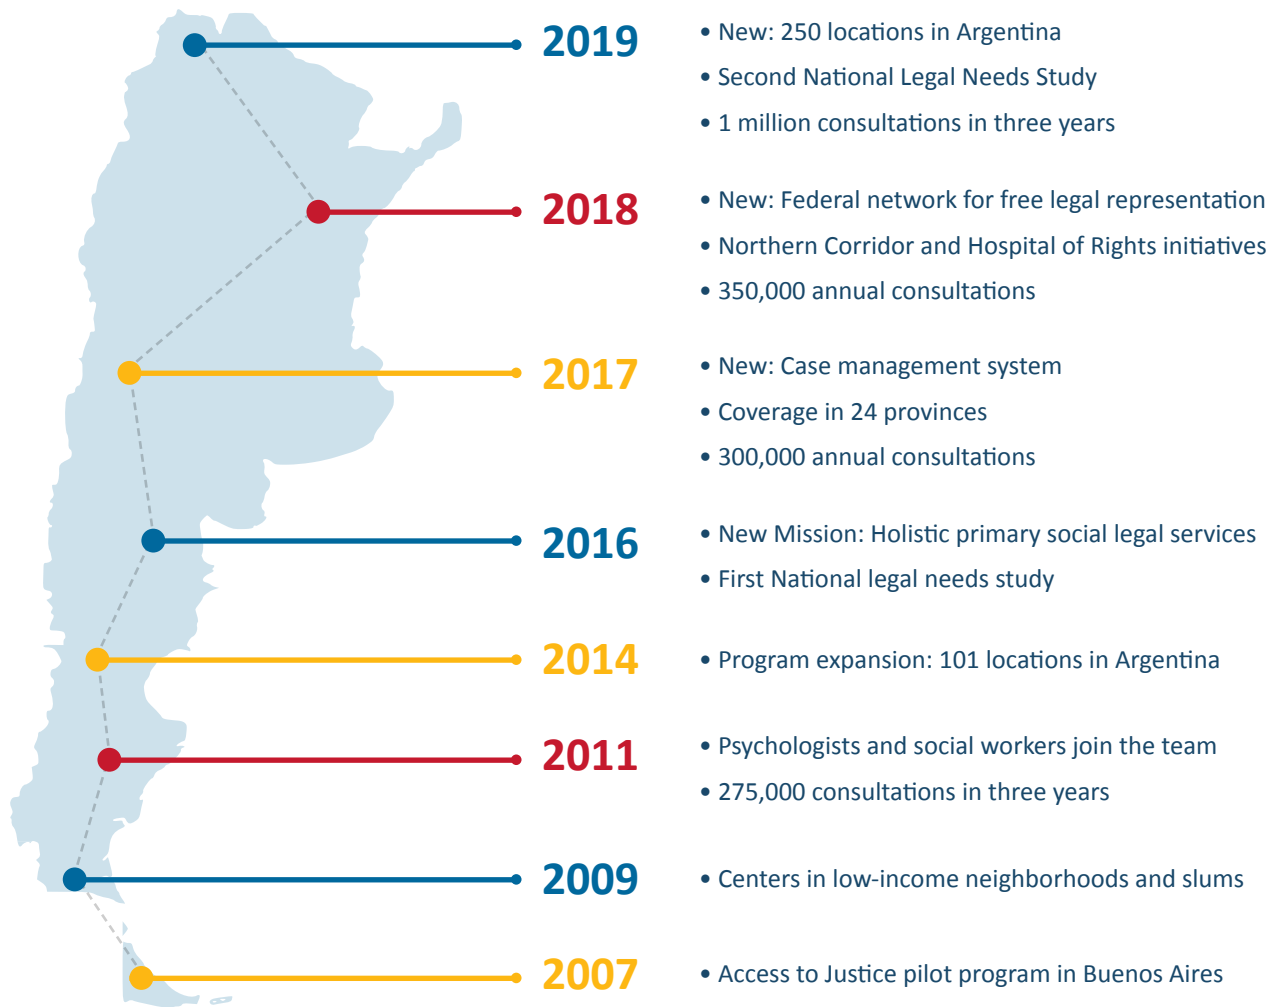 2019
• New: 250 locations in Argentina
• Second National Legal Needs Study
• 1 million consultations in three years
2018
• New: Federal network for free legal representation
• Northern Corridor and Hospital of Rights initiatives
• 350,000 annual consultations
2017
• New: Case management system
• Coverage in 24 provinces
• 300,000 annual consultations
2016
• New Mission: Holistic primary social legal services
• First National legal needs study
2014
• Program expansion: 101 locations in Argentina
2011
• Psychologists and social workers join the team
• 275,000 consultations in three years
2009
• Centers in low-income neighborhoods and slums
2007
• Access to Justice pilot program in Buenos Aires